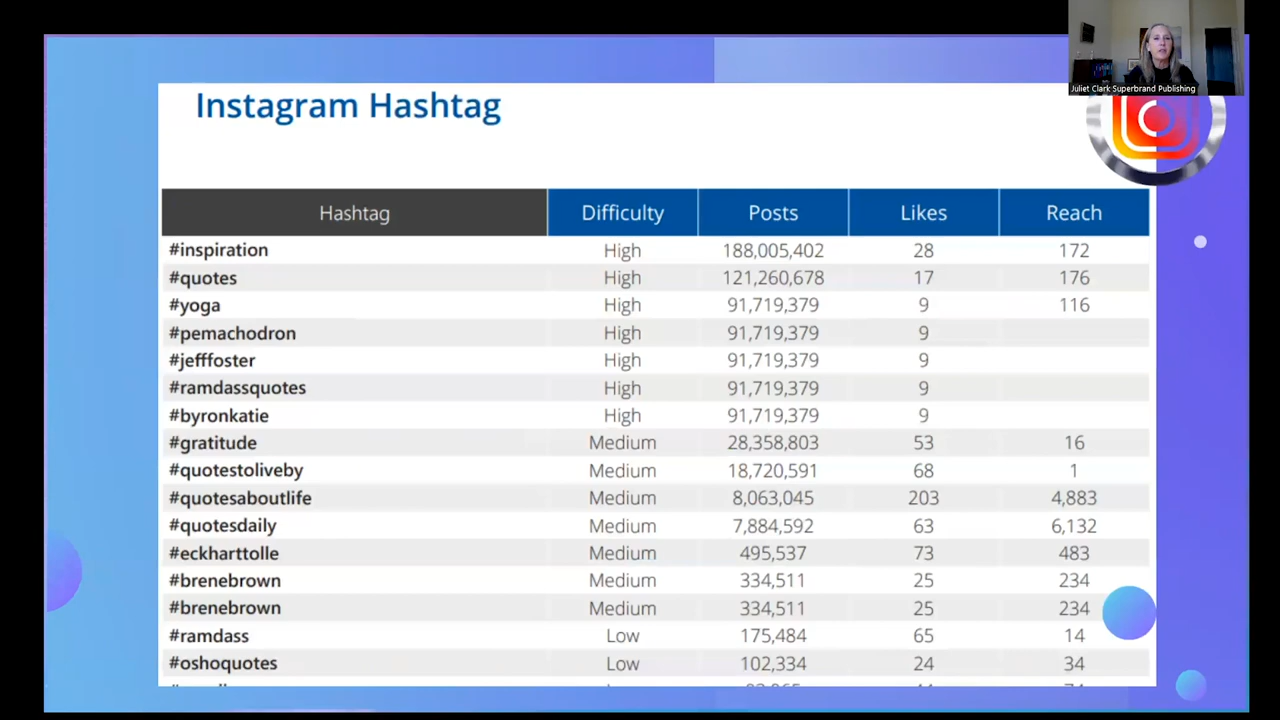 Juliet Clark Superbrand Publishing
Instagram Hashtag
Hashtag Difficulty Posts Likes Reach
#inspiration High 188,005,402 28 172
#quotes High 121,260,678 17 176
#yoga High 91,719,379 9 116
#pemachodron High 91,719,379 9
#jefffoster High 91,719,379 9
#ramdassquotes High 91,719,379 9
#byronkatie High 91,719,379 9
#gratitude Medium 28,358,803 53 16
#quotestoliveby Medium 18,720,591 68 1
#quotesaboutlife Medium 8,063,045 203 4,883
#quotesdaily Medium 7,884,592 63 6,132
#eckharttolle Medium 495,537 73 483
#brenebrown Medium 334,511 25 234
#brenebrown Medium 334,511 25 234
#ramdass Low 175,484 65 14
#oshoquotes Low 102,334 24 34